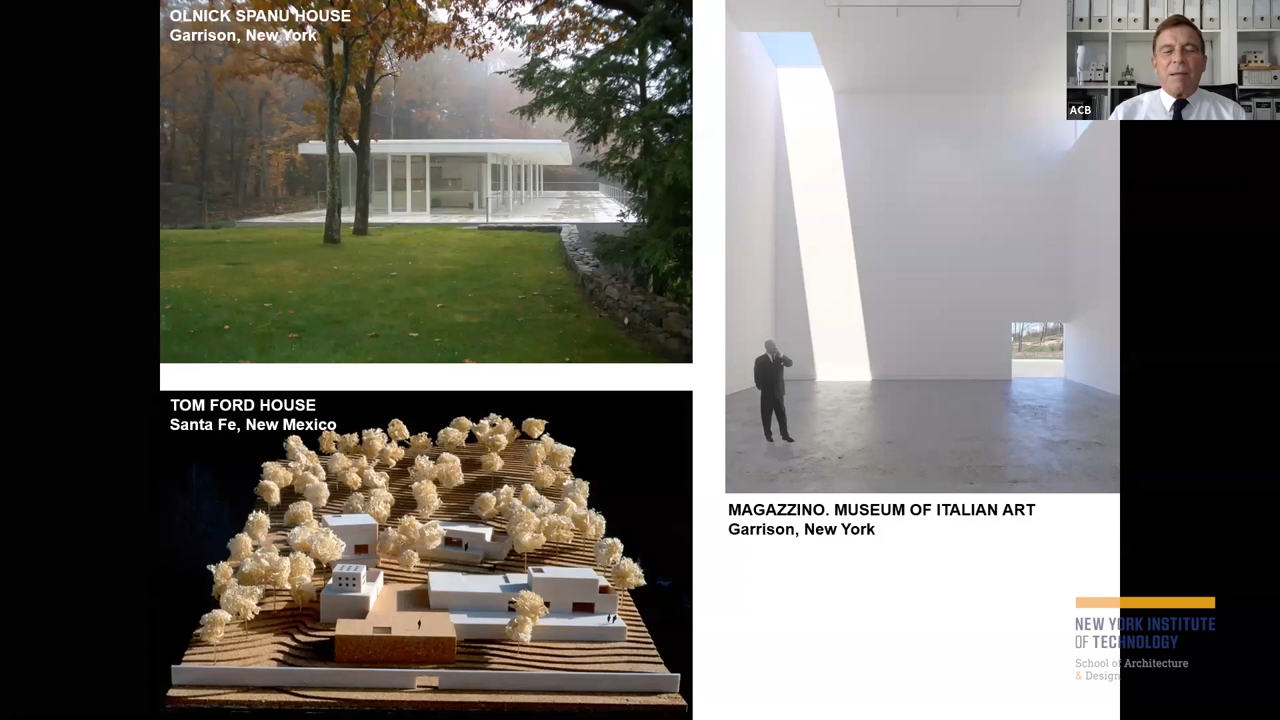 OLNICK SPANU HOUSE
Garrison, New York
TOM FORD HOUSE
Santa Fe, New Mexico
MAGAZZINO. MUSEUM OF ITALIAN ART
Garrison, New York
ACB
NEW YORK INSTITUTE
OF TECHNOLOGY
School of Architecture
& Design